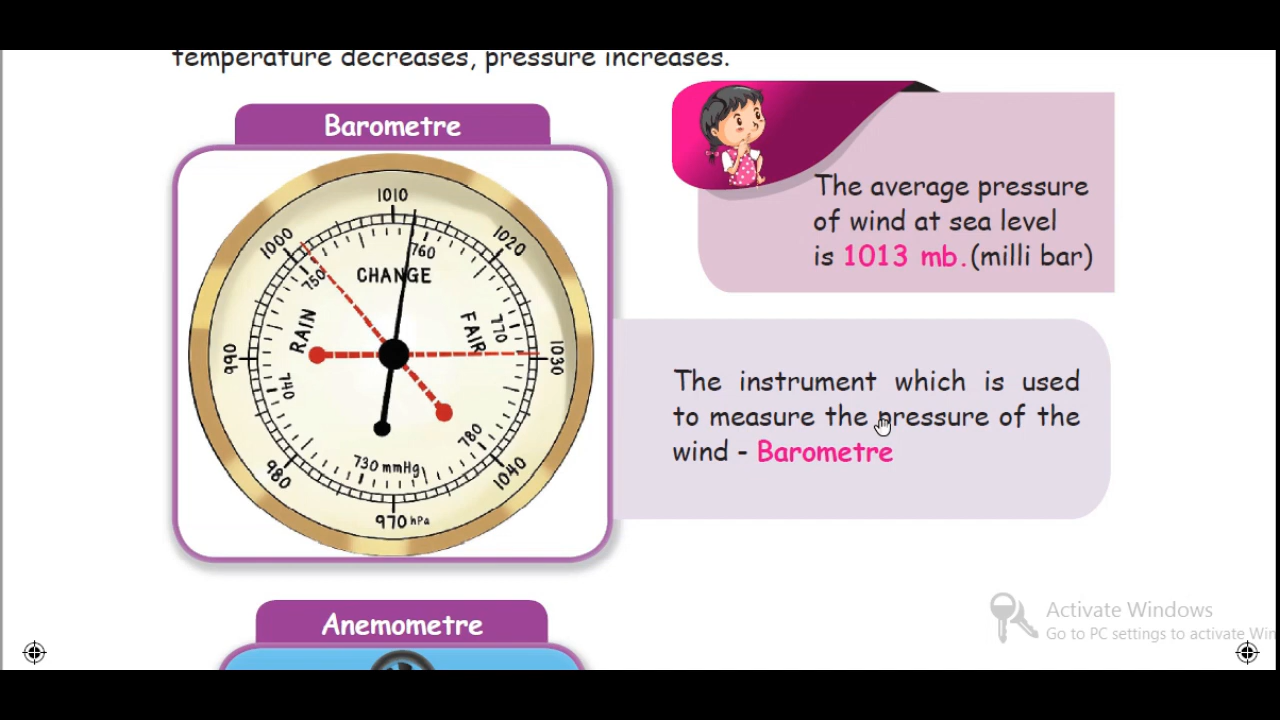 temperature decreases, pressure increases.
Barometre
1010
1000
1020
760
750
CHANGE
RAIN
FAIR
770
990
1030
740
780
730 mmHg
980
1040
970 hPa
The average pressure
of wind at sea level
is 1013 mb. (milli bar)
The instrument which is used
to measure the pressure of the
wind - Barometre
Anemometre
Activate Windows
Go to PC settings to activate Win